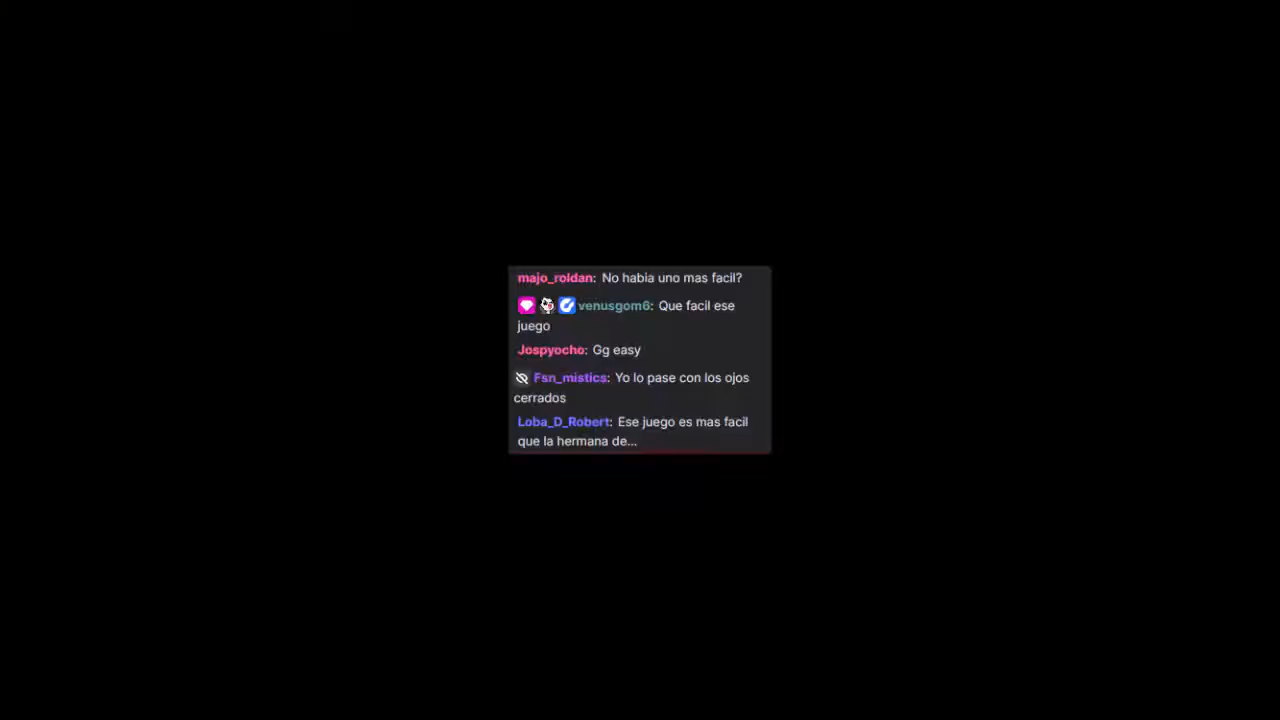 majo_roldan: No habia uno mas facil?
venusgom6: Que facil ese
juego
Jospyocho: Gg easy
Fsn_mistics: Yo lo pase con los ojos
cerrados
Loba_D_Robert: Ese juego es mas facil
que la hermana de...